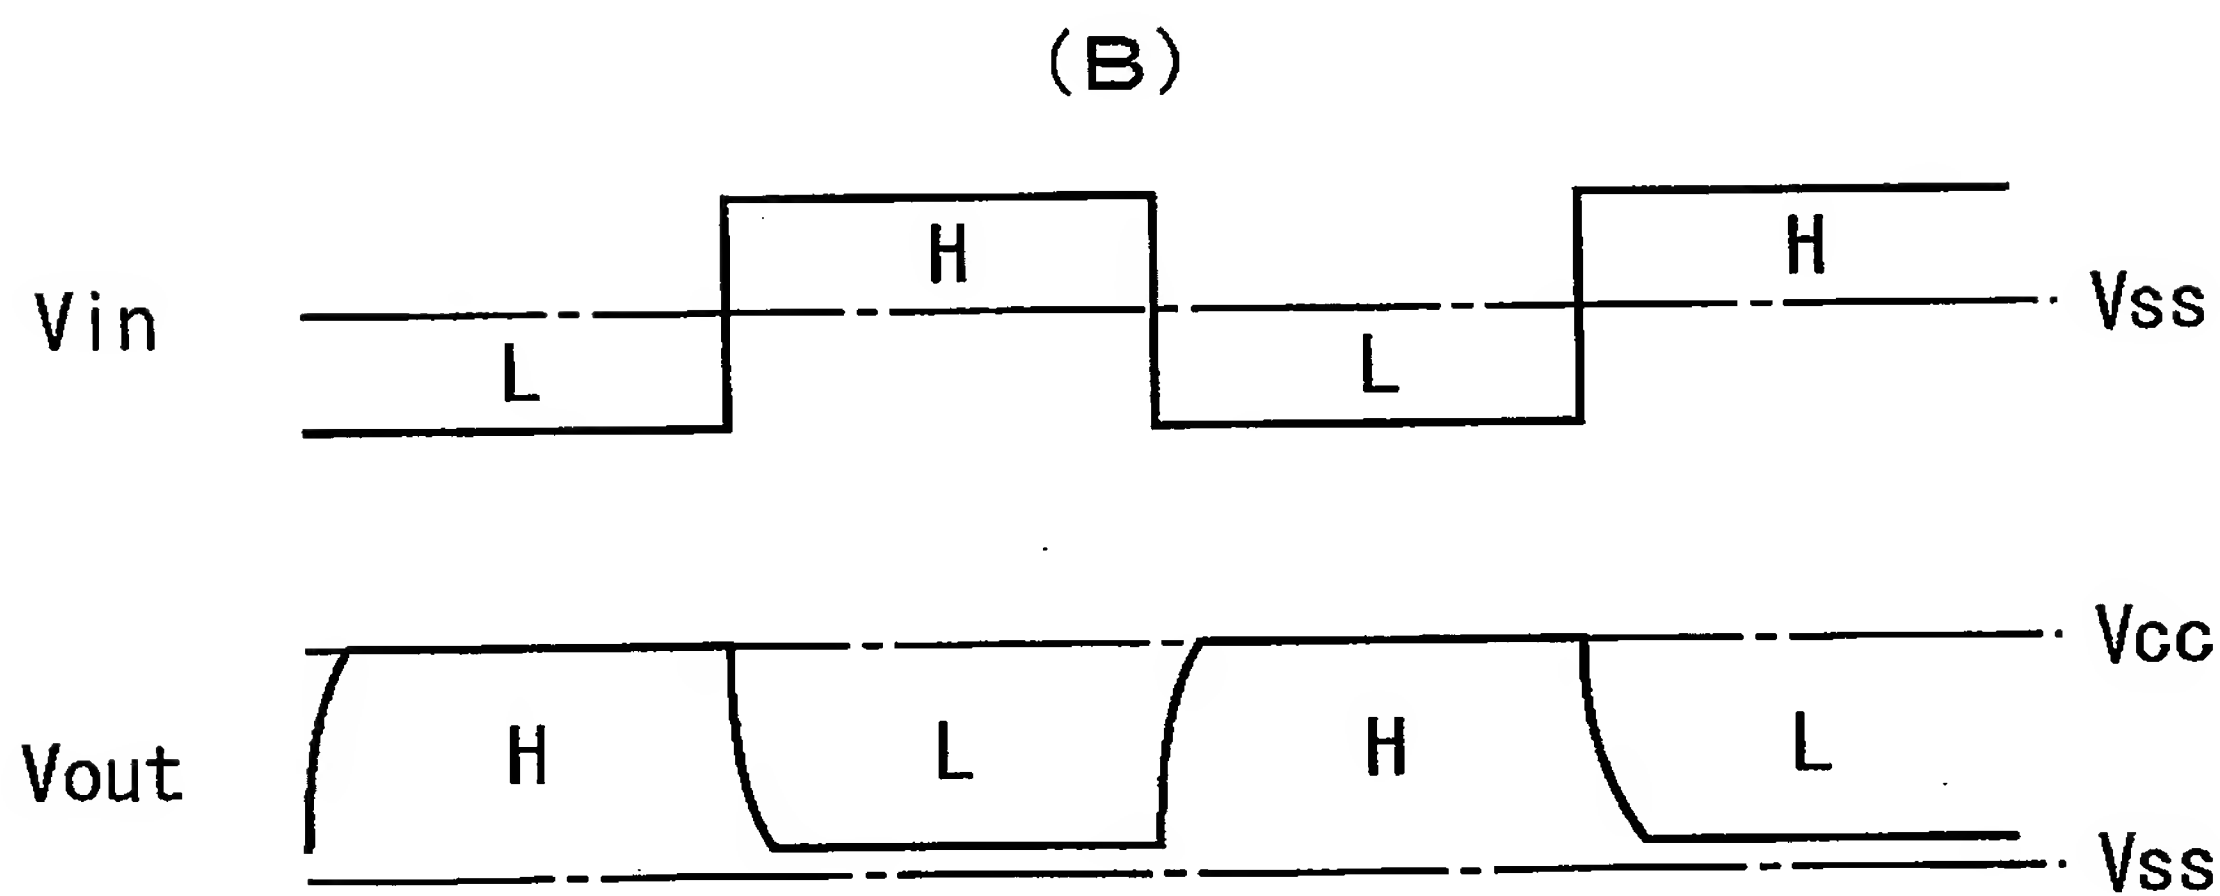 (B)
H H
Vin Vss
L L
Vcc
Vout H L H L
Vss